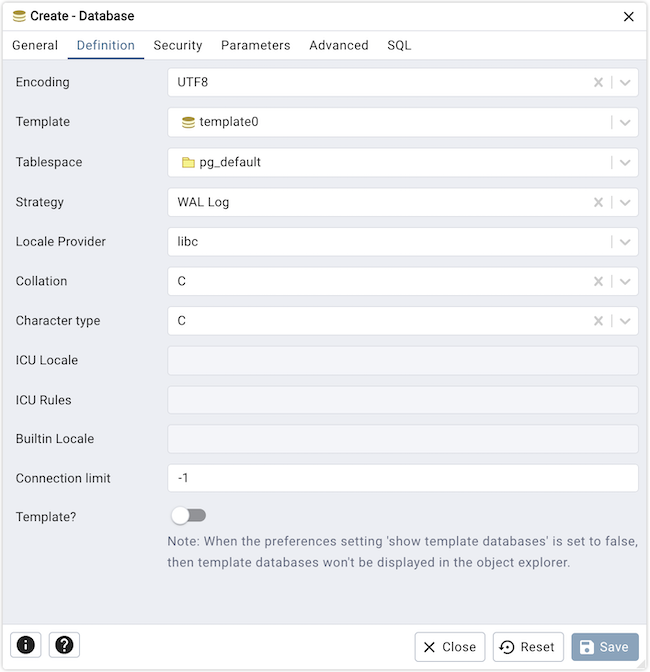 Create - Database
General Definition Security Parameters Advanced SQL
Encoding UTF8
Template template0
Tablespace pg_default
Strategy WAL Log
Locale Provider libc
Collation C
Character type C
ICU Locale
ICU Rules
Builtin Locale
Connection limit -1
Template?
Note: When the preferences setting 'show template databases' is set to false,
then template databases won't be displayed in the object explorer.
Close Reset Save